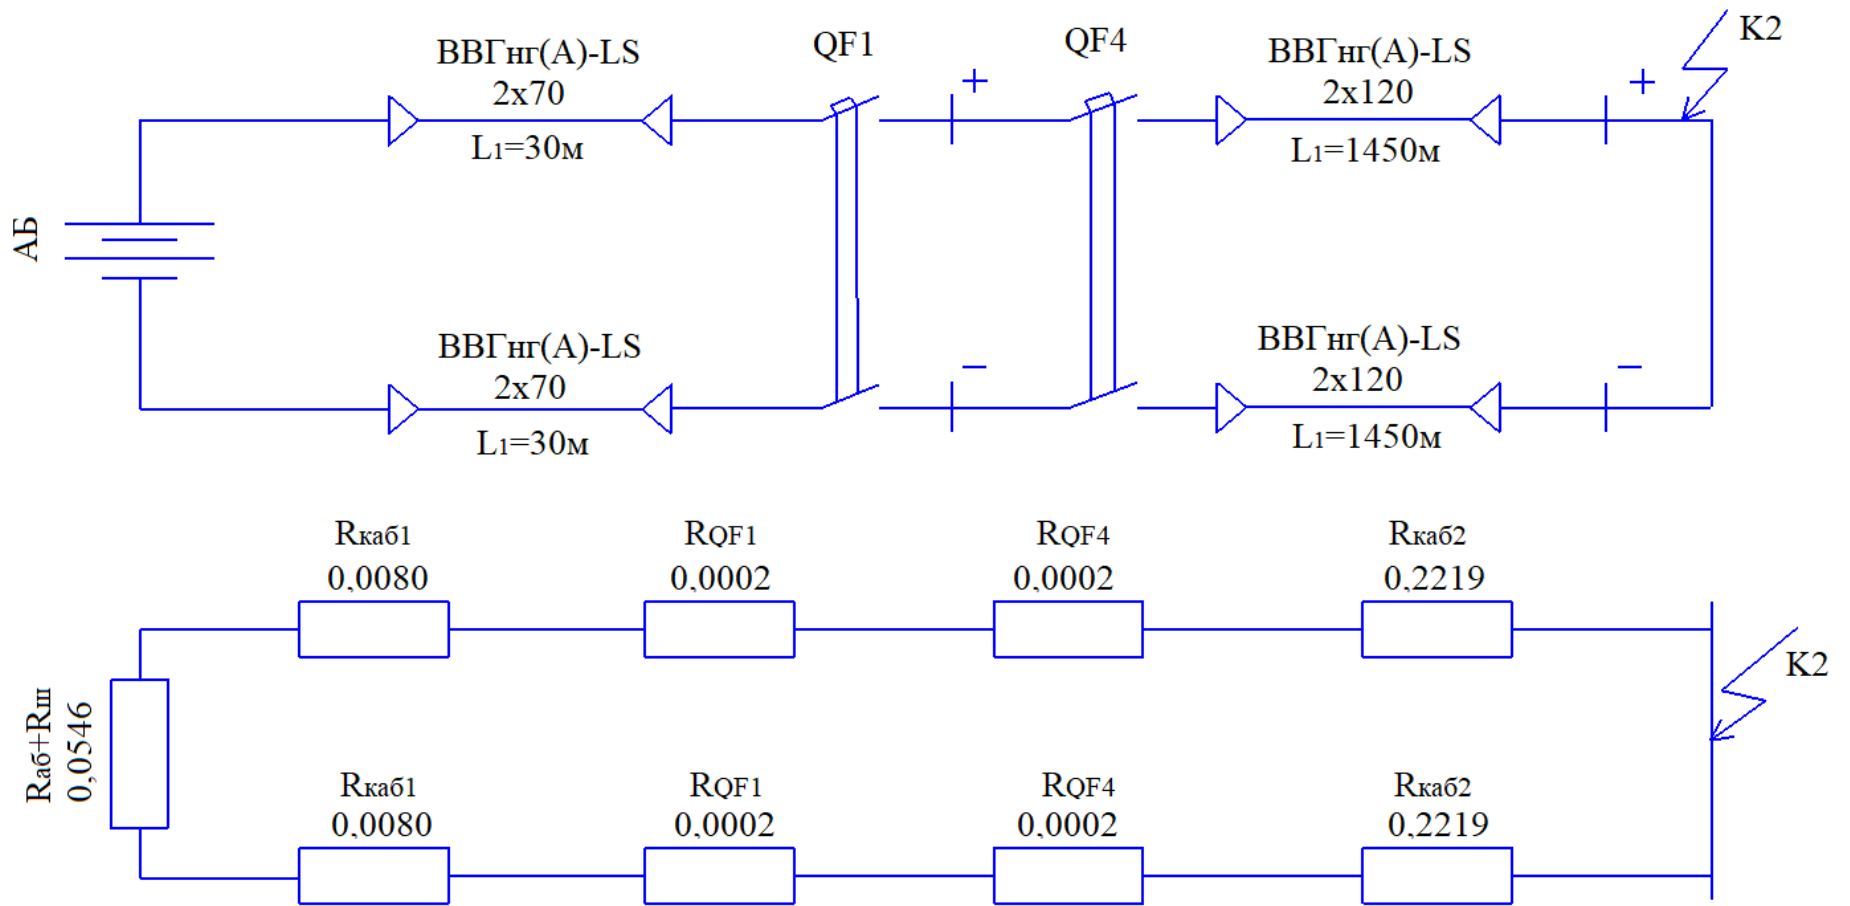 ВВГнг(А)-LS
2х70
L1=30м
QF1
+
QF4
ВВГнг(А)-LS
2х120
L1=1450м
+
К2
АБ
ВВГнг(А)-LS
2х70
L1=30м
−
ВВГнг(А)-LS
2х120
L1=1450м
−
Rкаб1
0,0080
RQF1
0,0002
RQF4
0,0002
Rкаб2
0,2219
К2
Rаб+Rш
0,0546
Rкаб1
0,0080
RQF1
0,0002
RQF4
0,0002
Rкаб2
0,2219